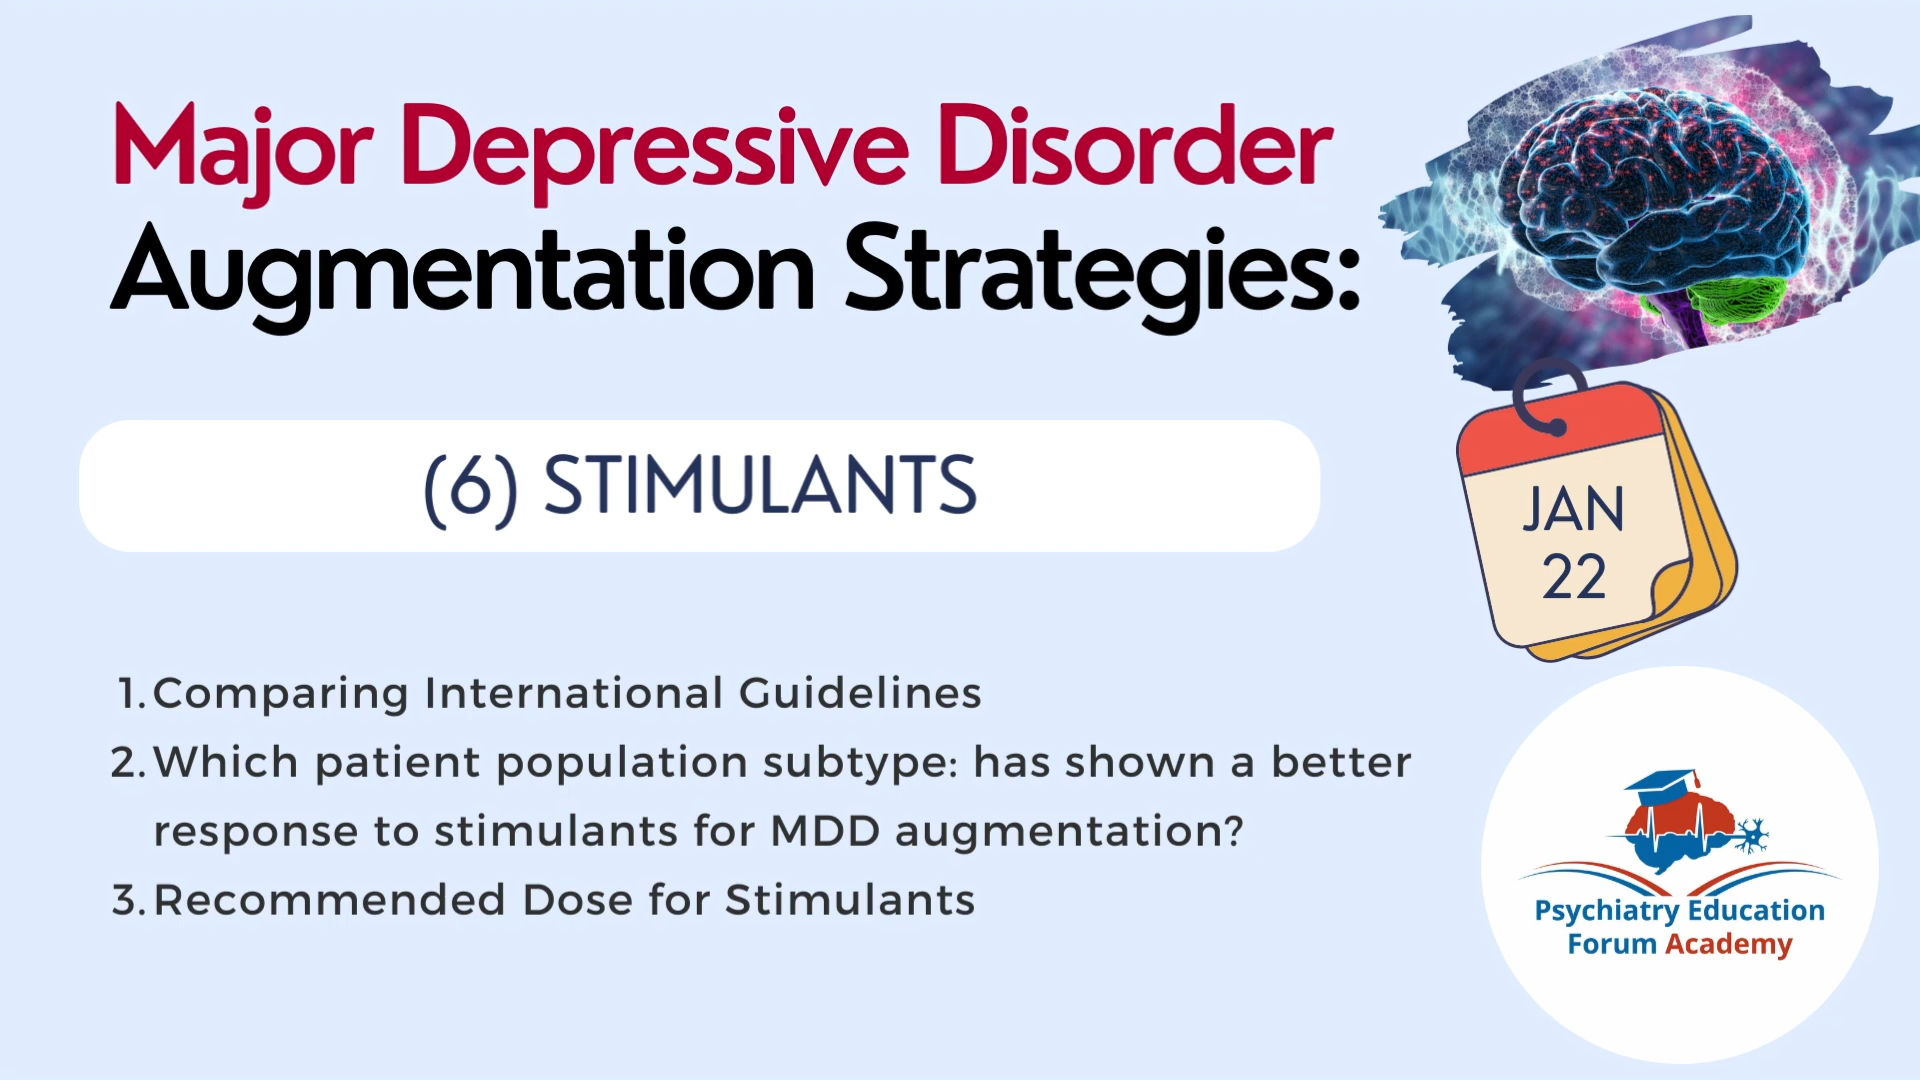 Major Depressive Disorder
Augmentation Strategies:
(6) STIMULANTS
JAN
22
1. Comparing International Guidelines
2. Which patient population subtype: has shown a better
response to stimulants for MDD augmentation?
3. Recommended Dose for Stimulants
Psychiatry Education
Forum Academy